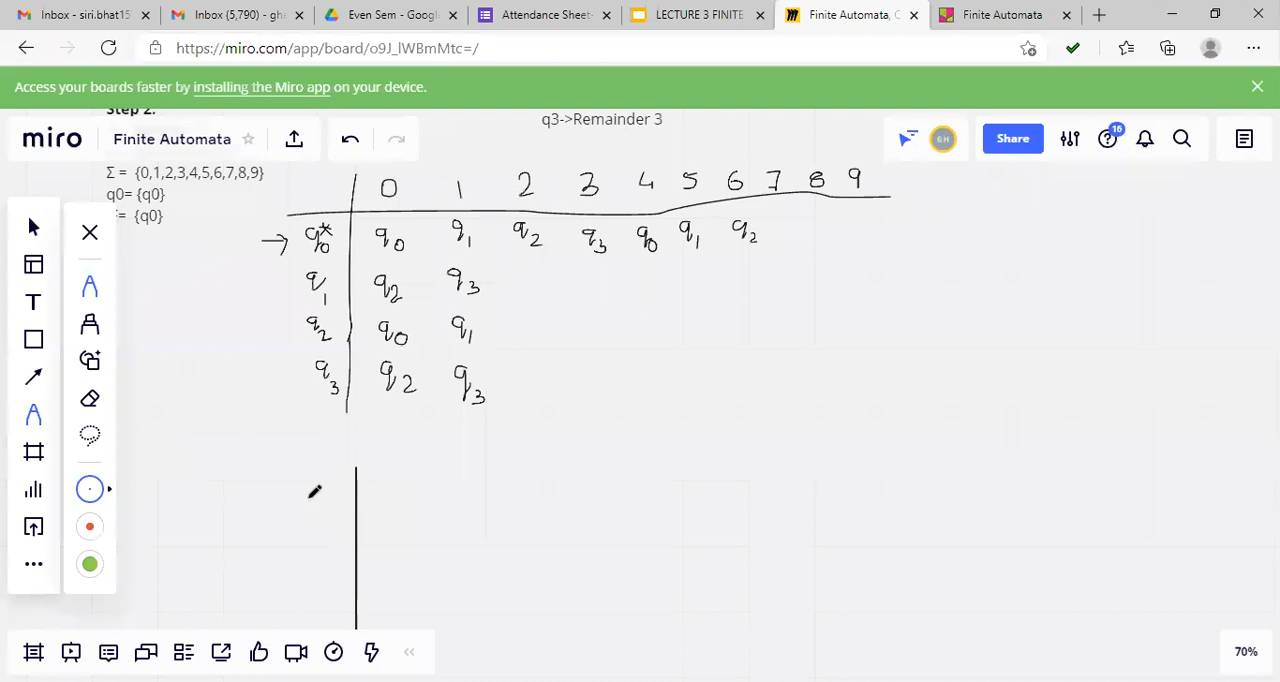 Inbox - siri.bhat15 Inbox (5,790) - gha Even Sem - Googl Attendance Sheet- LECTURE 3 FINITE Finite Automata, C Finite Automata
https://miro.com/app/board/o9J_lWBmMtc=/
Access your boards faster by installing the Miro app on your device.
Step 2:
q3->Remainder 3
miro Finite Automata Share 16
Σ = {0,1,2,3,4,5,6,7,8,9}
q0= {q0}
= {q0}
0 1 2 3 4 5 6 7 8 9
→ q0* q0 q1 q2 q3 q0 q1 q2
q1 q2 q3
q2 q0 q1
q3 q2 q3
70%